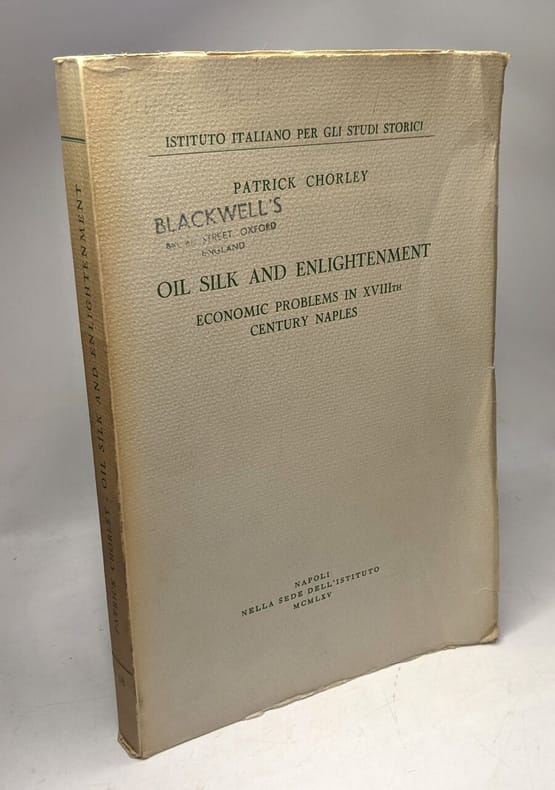 ISTITUTO ITALIANO PER GLI STUDI STORICI
PATRICK CHORLEY
BLACKWELL'S
STREET, OXFORD
ENGLAND
OIL SILK AND ENLIGHTENMENT
ECONOMIC PROBLEMS IN XVIIITH
CENTURY NAPLES
NAPOLI
NELLA SEDE DELL'ISTITUTO
MCMLXV
PATRICK CHORLEY - OIL SILK AND ENLIGHTENMENT